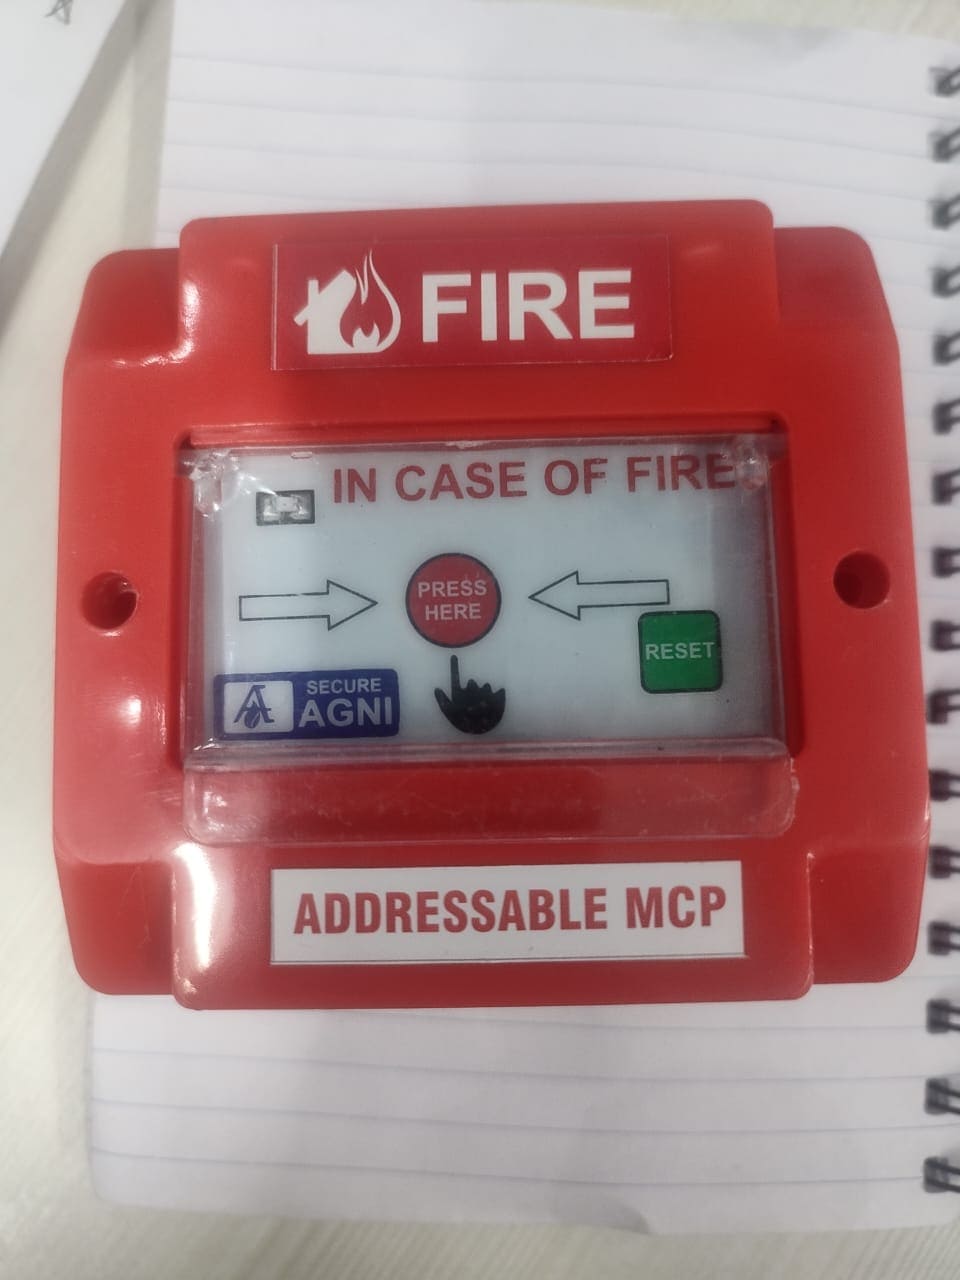 FIRE
IN CASE OF FIRE
PRESS
HERE
RESET
SECURE
AGNI
ADDRESSABLE MCP